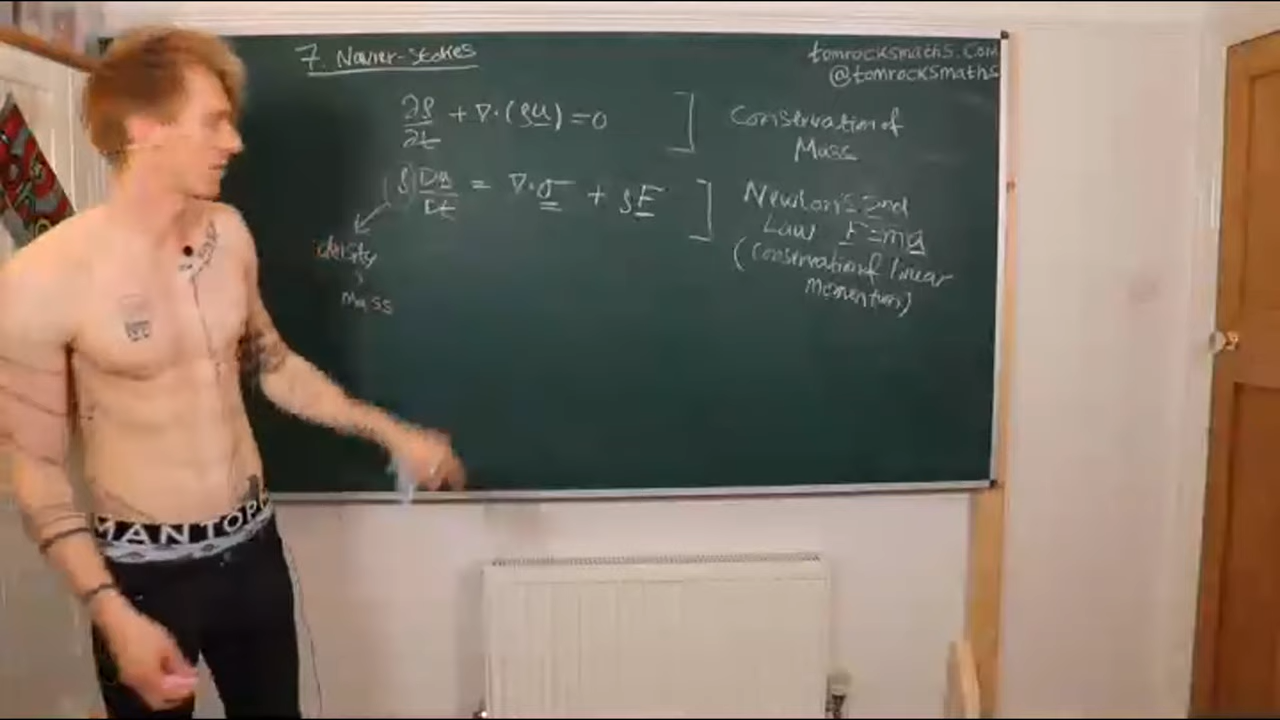 7. Navier-Stokes
tomrocksmaths.com
@tomrocksmaths
∂ρ/∂t + ∇·(ρu) = 0
Conservation of
Mass
ρ Du/Dt = ∇·σ + ρF
Newton's 2nd
Law F=ma
(Conservation of linear
momentum)
density
mass
MANTOP